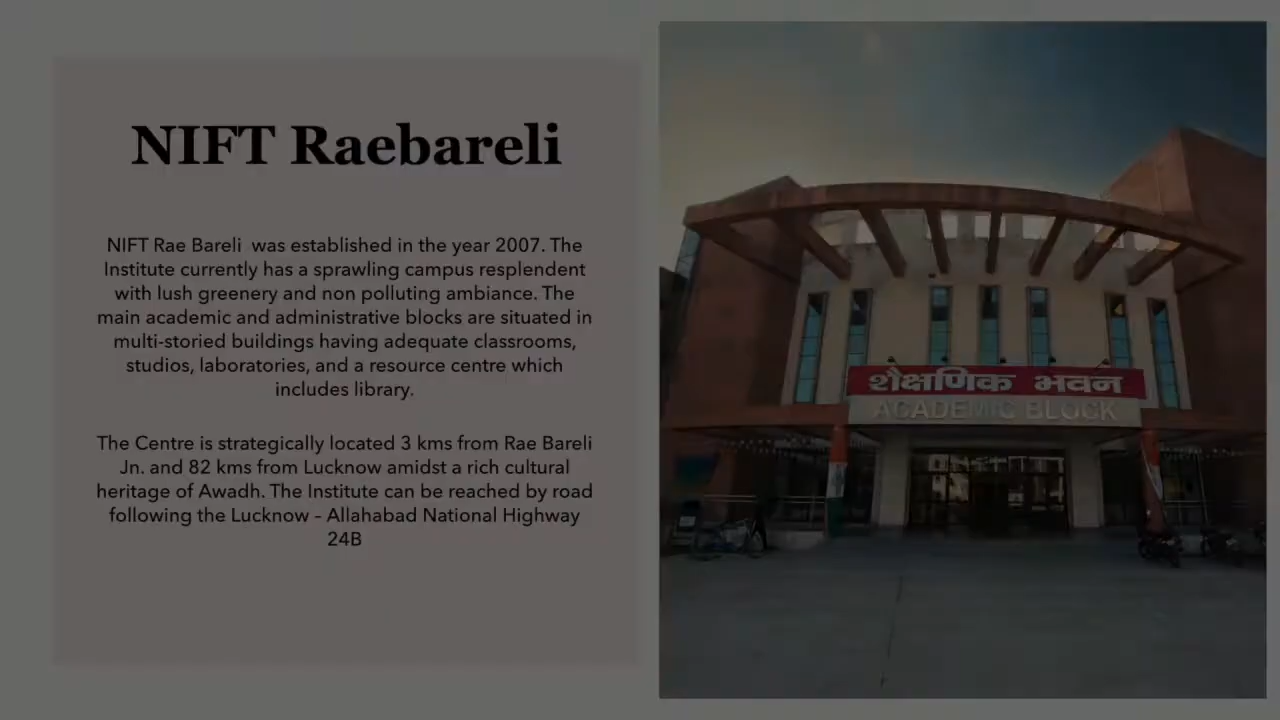 NIFT Raebareli
NIFT Rae Bareli was established in the year 2007. The
Institute currently has a sprawling campus resplendent
with lush greenery and non polluting ambiance. The
main academic and administrative blocks are situated in
multi-storied buildings having adequate classrooms,
studios, laboratories, and a resource centre which
includes library.
The Centre is strategically located 3 kms from Rae Bareli
Jn. and 82 kms from Lucknow amidst a rich cultural
heritage of Awadh. The Institute can be reached by road
following the Lucknow – Allahabad National Highway
24B
शैक्षणिक भवन
ACADEMIC BLOCK